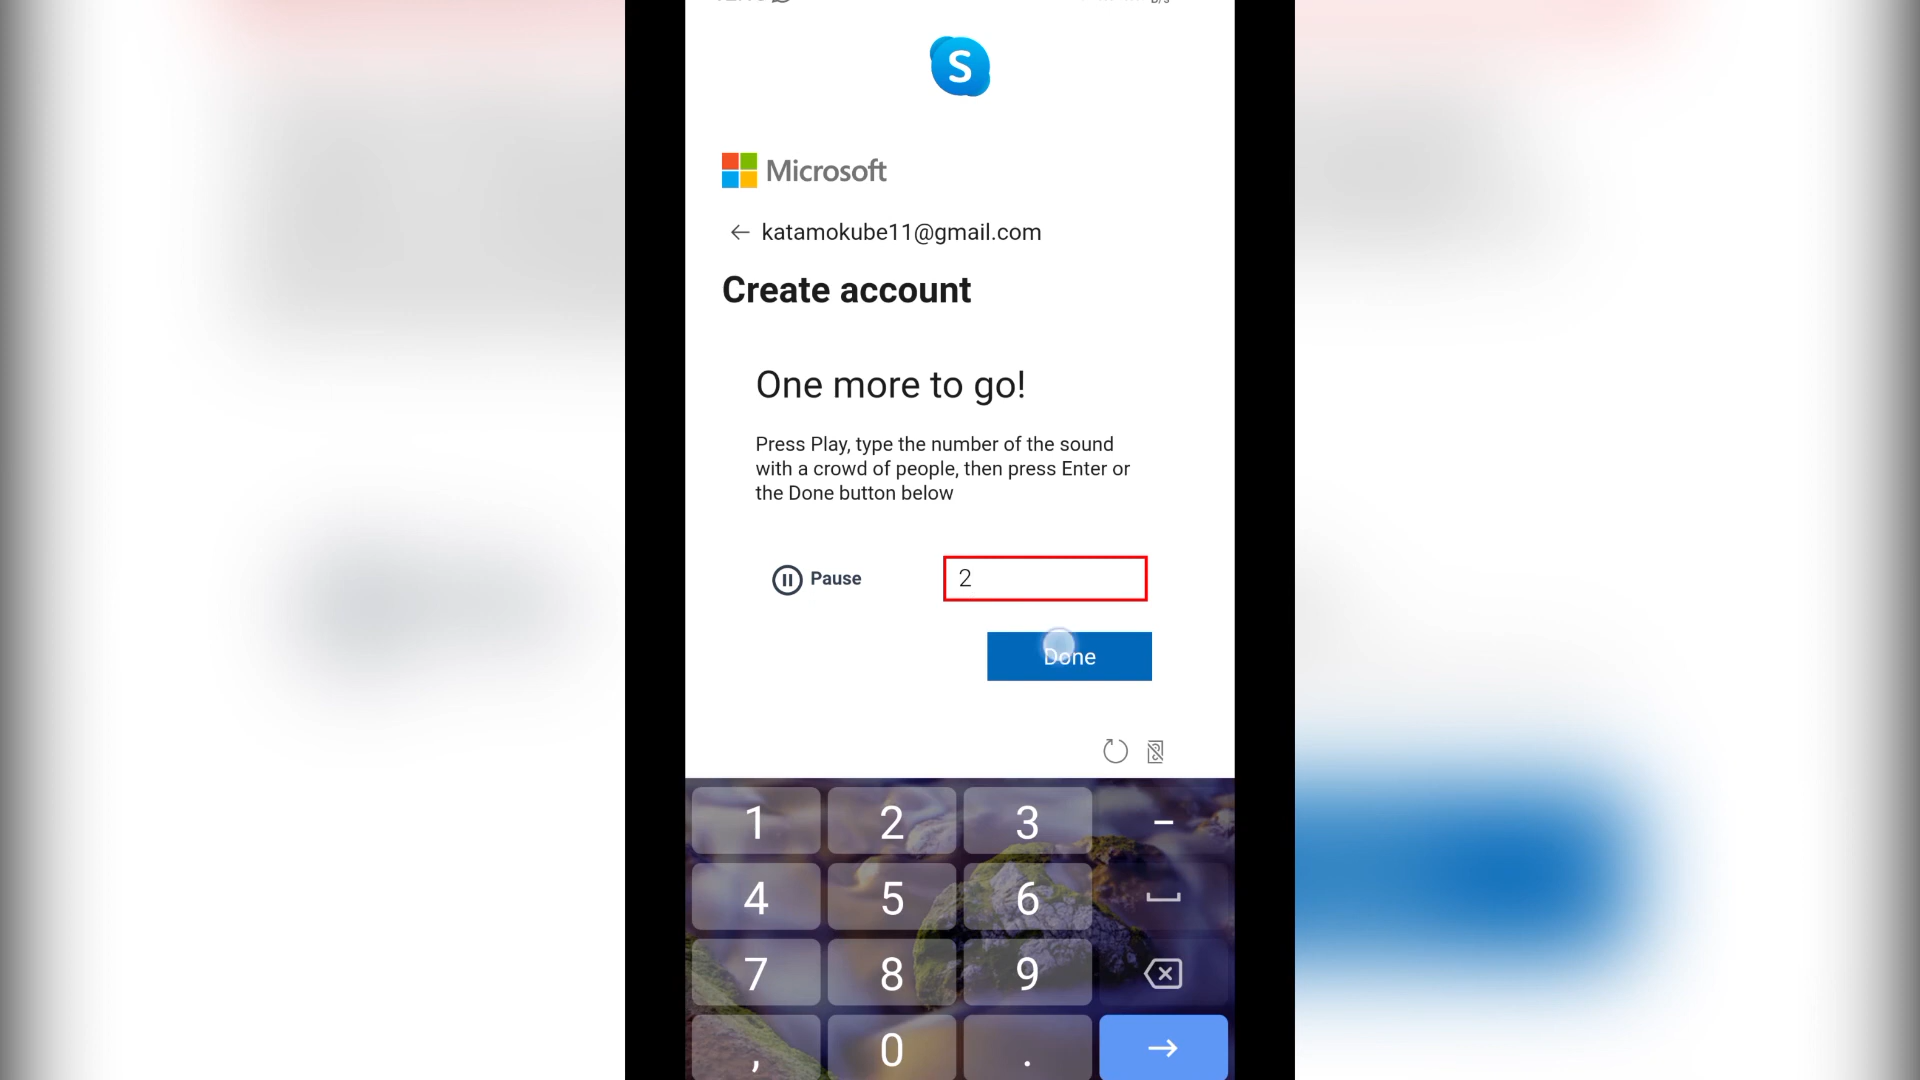 S
Microsoft
← katamokube11@gmail.com
Create account
One more to go!
Press Play, type the number of the sound
with a crowd of people, then press Enter or
the Done button below
Pause 2
Done
1 2 3 -
4 5 6
7 8 9
, 0 . →